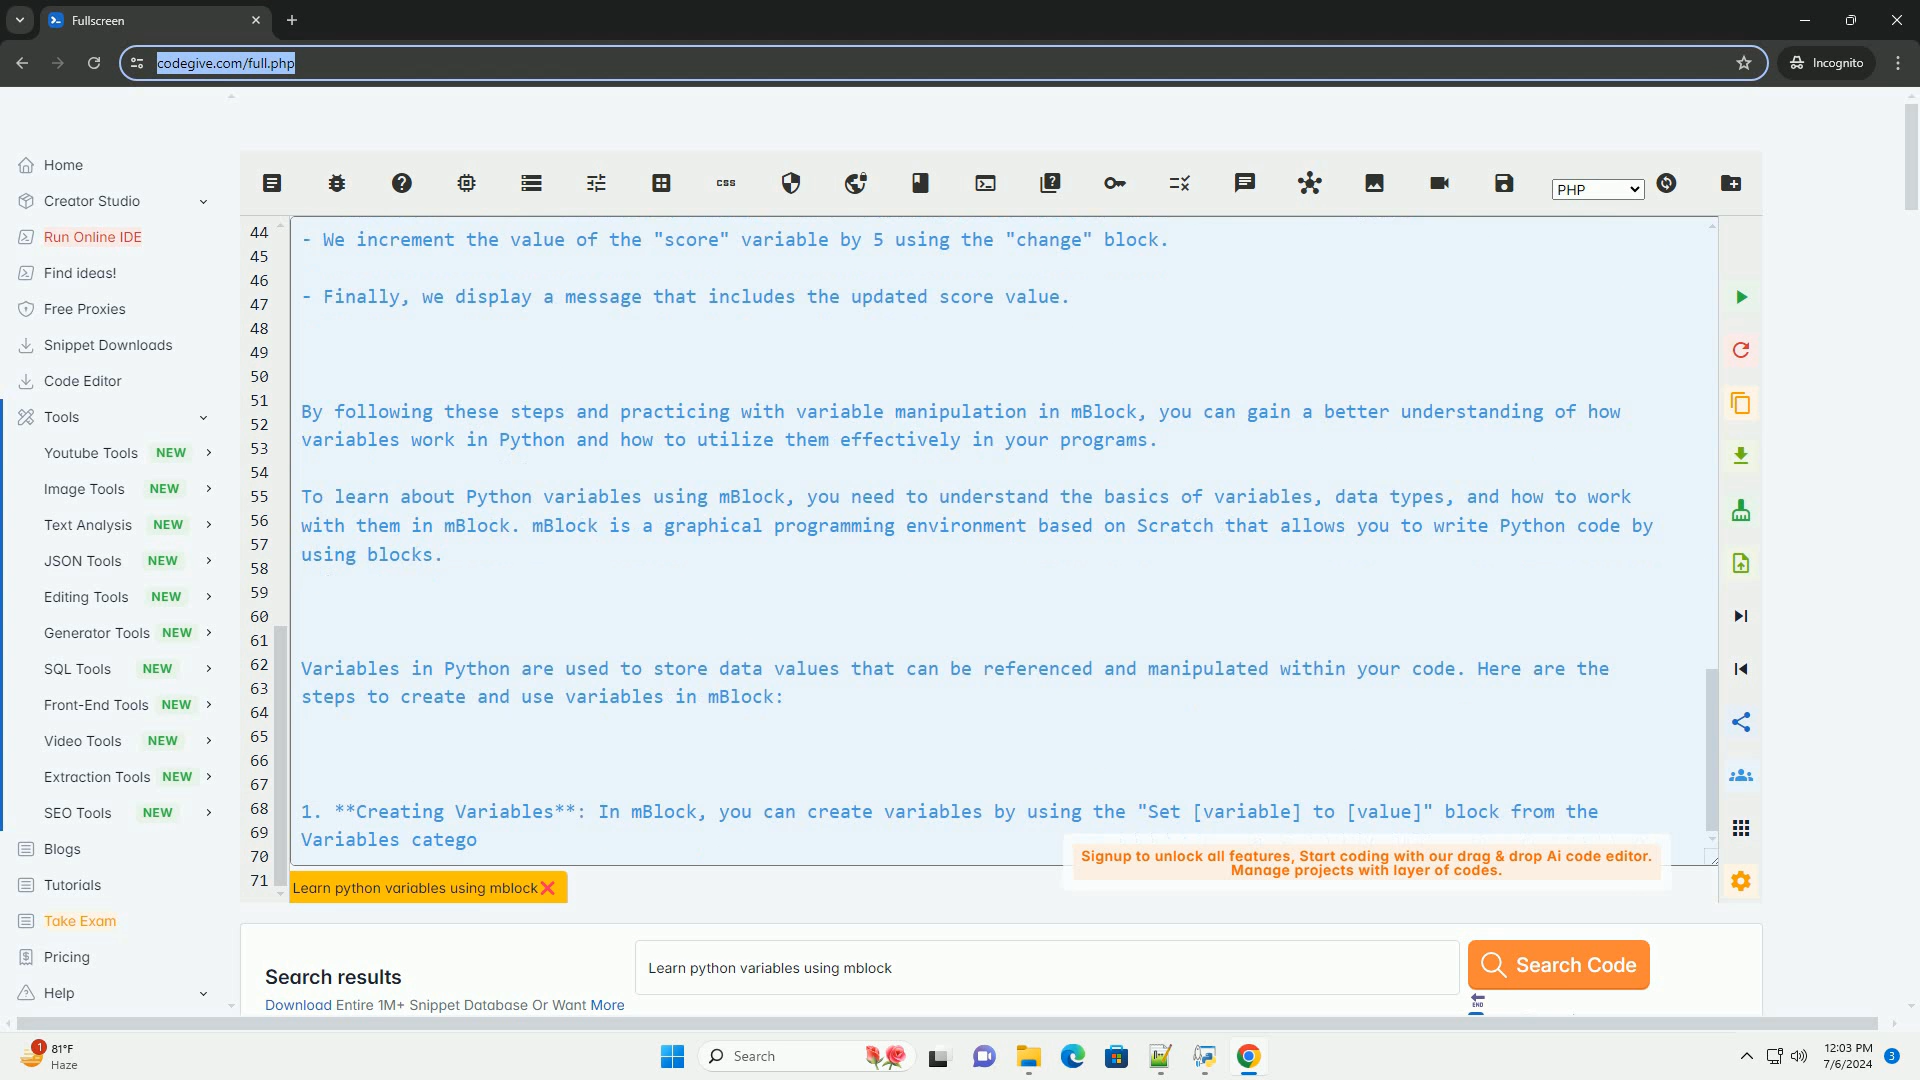 Fullscreen
codegive.com/full.php
Incognito
Home
Creator Studio
Run Online IDE
Find ideas!
Free Proxies
Snippet Downloads
Code Editor
Tools
Youtube Tools NEW
Image Tools NEW
Text Analysis NEW
JSON Tools NEW
Editing Tools NEW
Generator Tools NEW
SQL Tools NEW
Front-End Tools NEW
Video Tools NEW
Extraction Tools NEW
SEO Tools NEW
Blogs
Tutorials
Take Exam
Pricing
Help
css
PHP
44
45
46
47
48
49
50
51
52
53
54
55
56
57
58
59
60
61
62
63
64
65
66
67
68
69
70
71
- We increment the value of the "score" variable by 5 using the "change" block.
- Finally, we display a message that includes the updated score value.
By following these steps and practicing with variable manipulation in mBlock, you can gain a better understanding of how
variables work in Python and how to utilize them effectively in your programs.
To learn about Python variables using mBlock, you need to understand the basics of variables, data types, and how to work
with them in mBlock. mBlock is a graphical programming environment based on Scratch that allows you to write Python code by
using blocks.
Variables in Python are used to store data values that can be referenced and manipulated within your code. Here are the
steps to create and use variables in mBlock:
1. **Creating Variables**: In mBlock, you can create variables by using the "Set [variable] to [value]" block from the
Variables catego
Signup to unlock all features, Start coding with our drag & drop Ai code editor.
Manage projects with layer of codes.
Learn python variables using mblock
Search results
Download Entire 1M+ Snippet Database Or Want More
Learn python variables using mblock
Search Code
END
1
81°F
Haze
Search
12:03 PM
7/6/2024
3